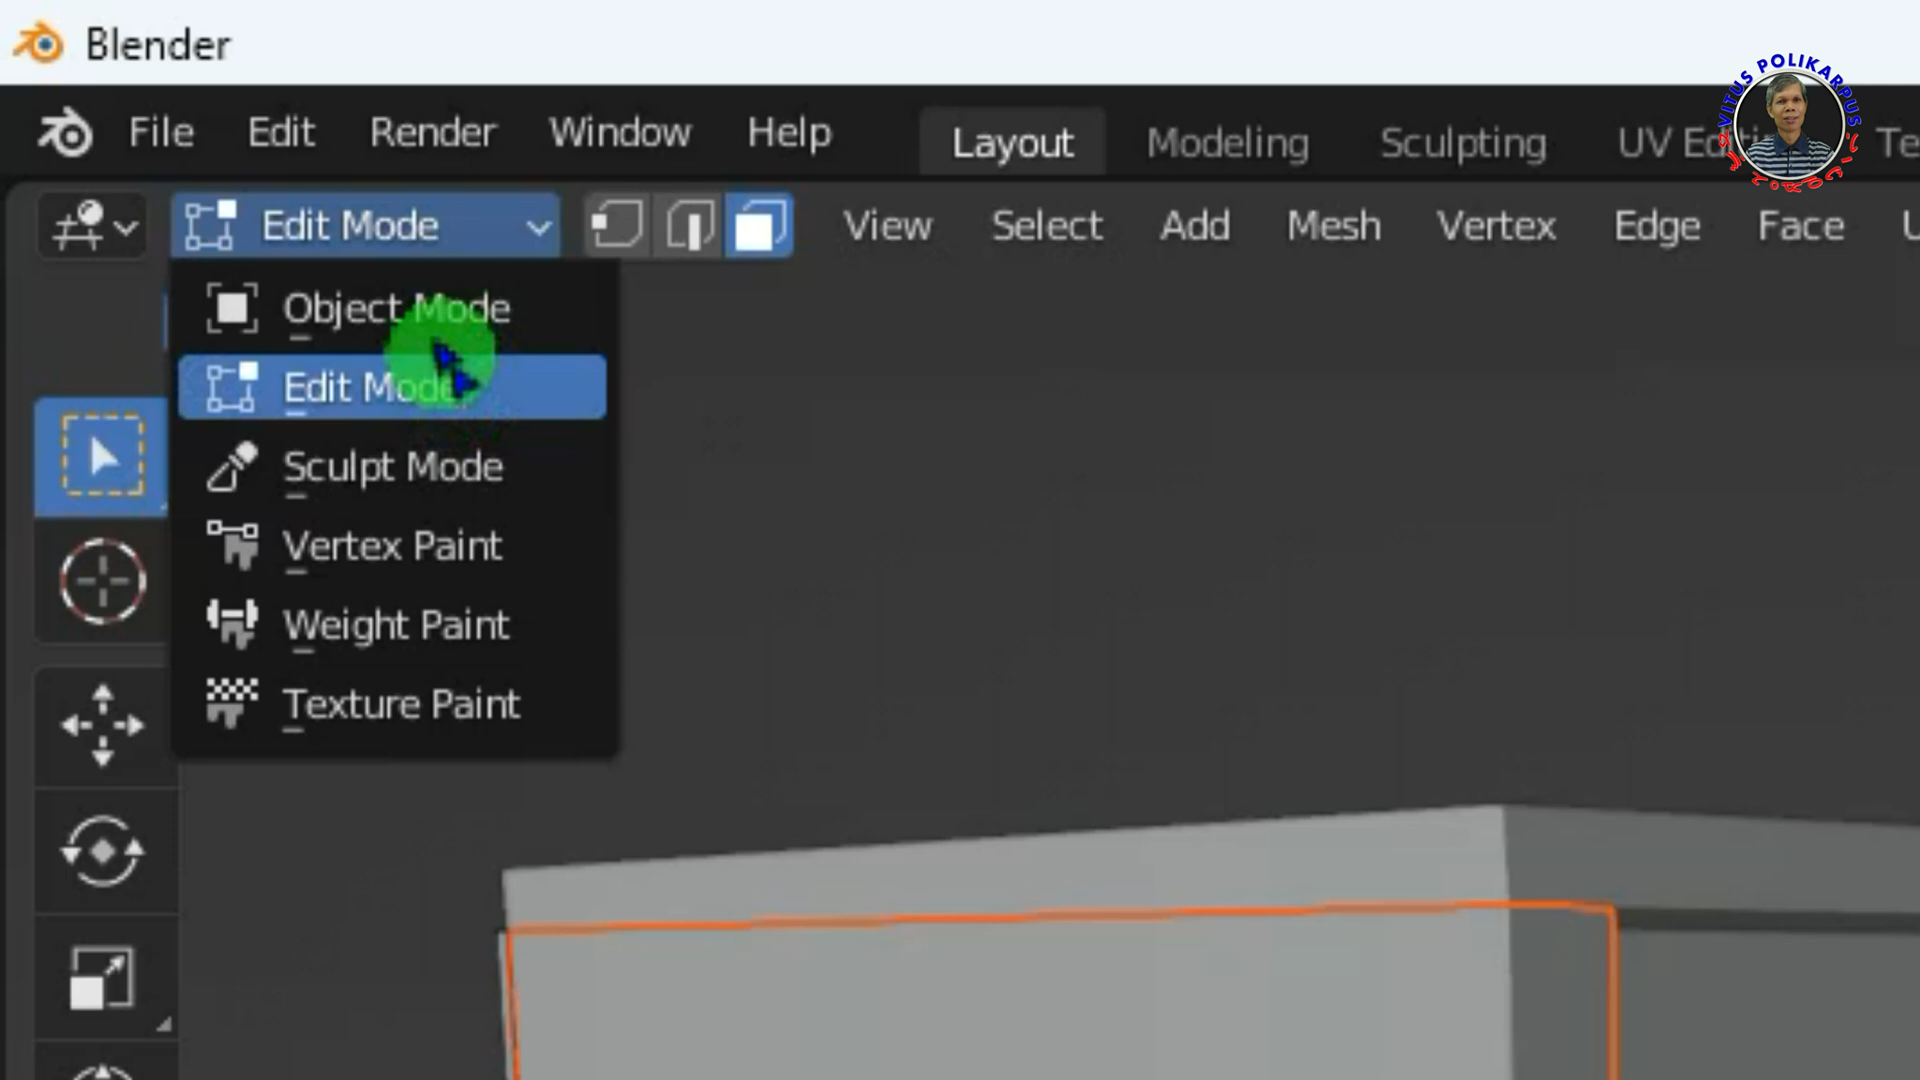 Blender
File Edit Render Window Help Layout Modeling Sculpting
Edit Mode View Select Add Mesh Vertex Edge Face
Object Mode
Edit Mode
Sculpt Mode
Vertex Paint
Weight Paint
Texture Paint
VITUS POLIKARPUS